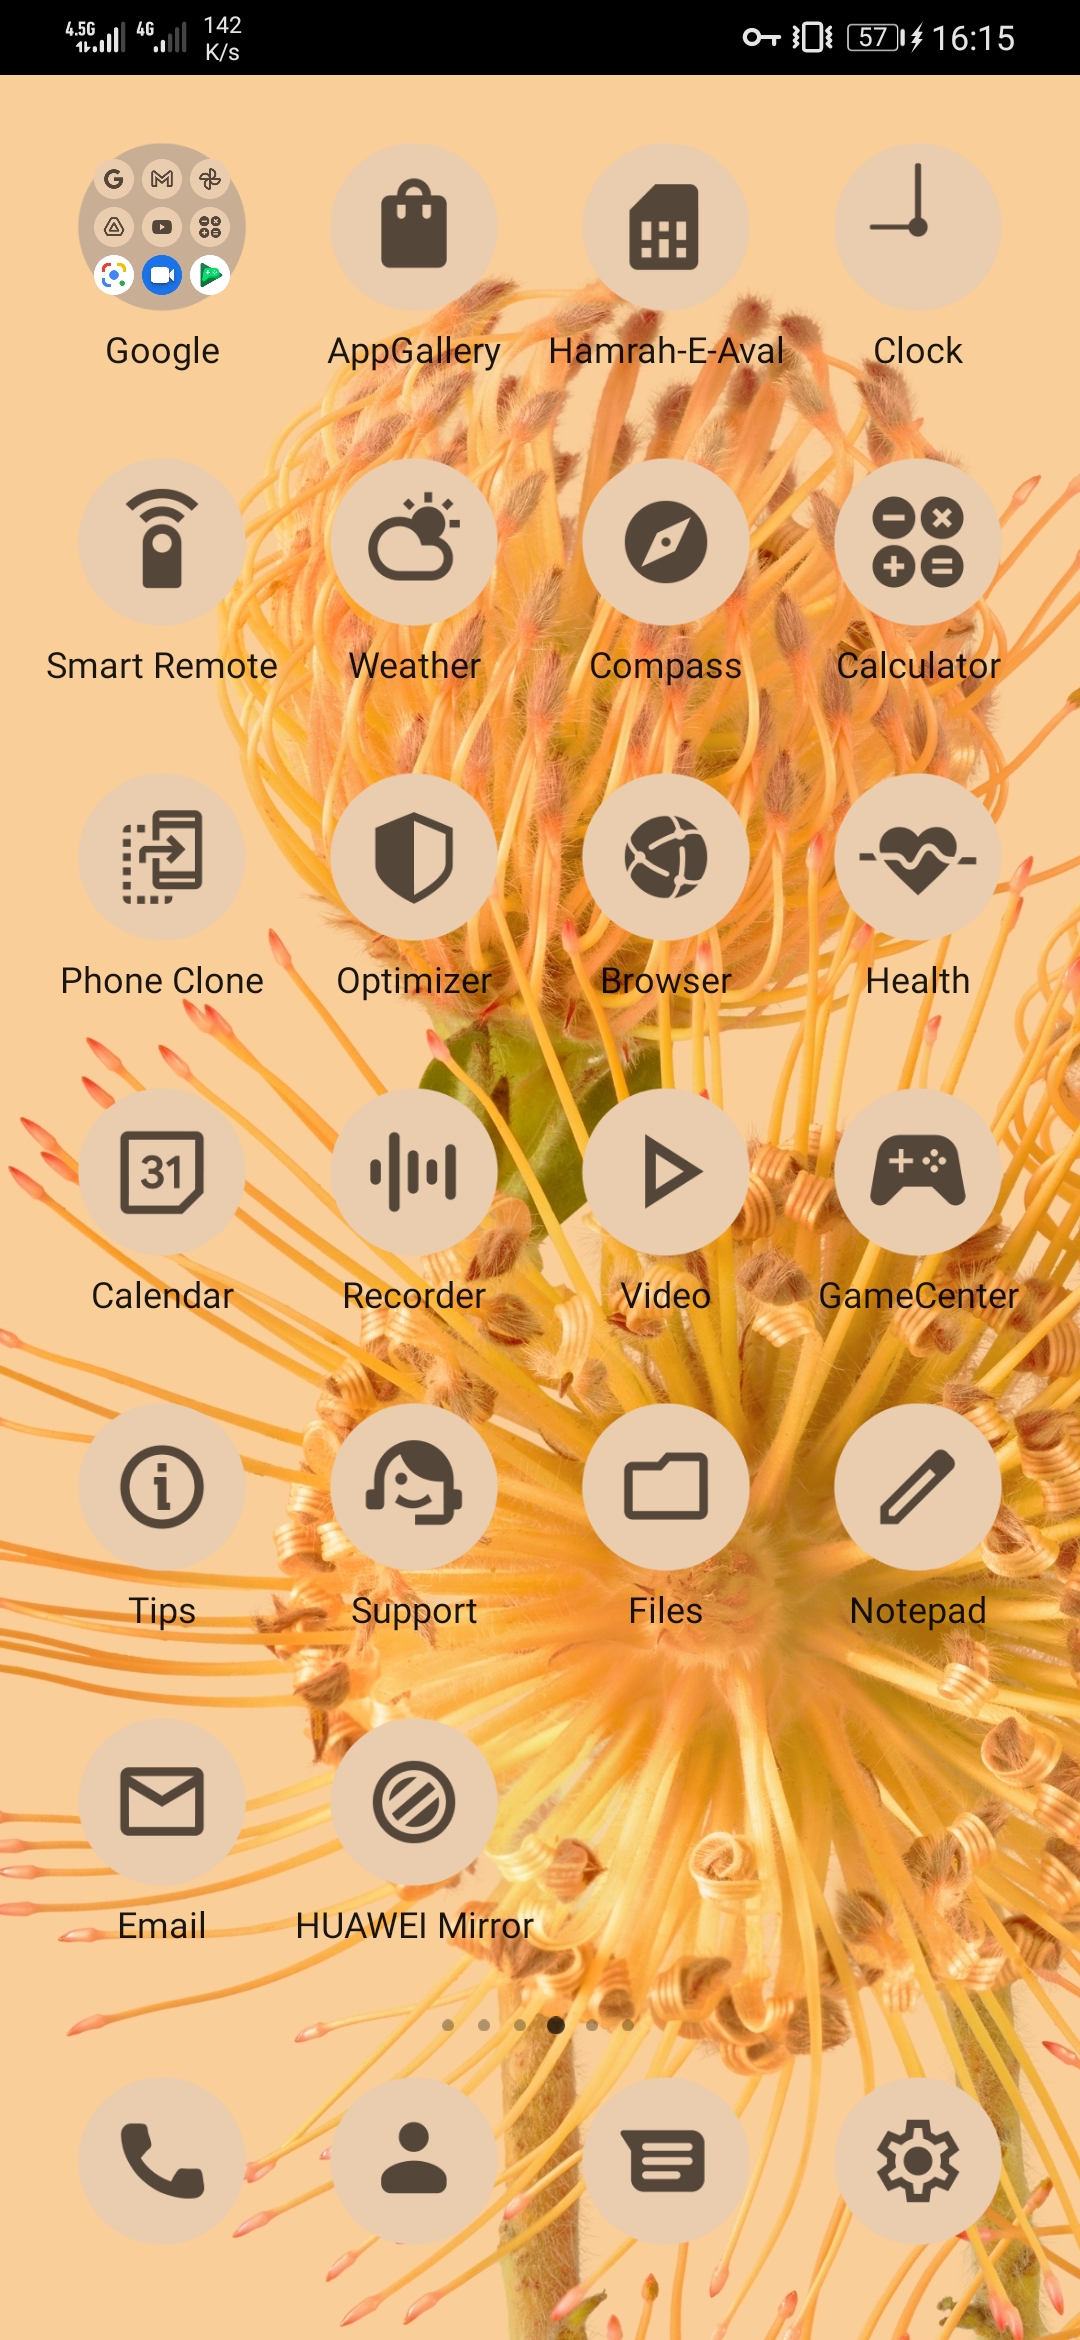 4.5G 4G 142 K/s 57 16:15
Google AppGallery Hamrah-E-Aval Clock
Smart Remote Weather Compass Calculator
Phone Clone Optimizer Browser Health
31
Calendar Recorder Video GameCenter
Tips Support Files Notepad
Email HUAWEI Mirror